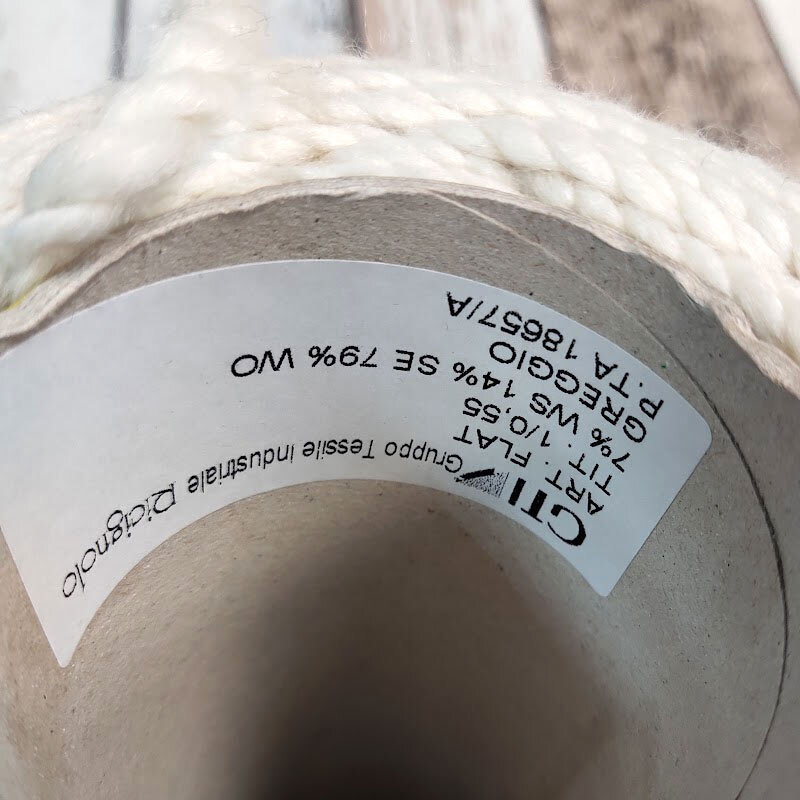 GTI Gruppo Tessile Industriale Ricignolo
ART. FLAT
TIT. 1/0,55
7% WS 14% SE 79% WO
GREGGIO
P.TA 18657/A